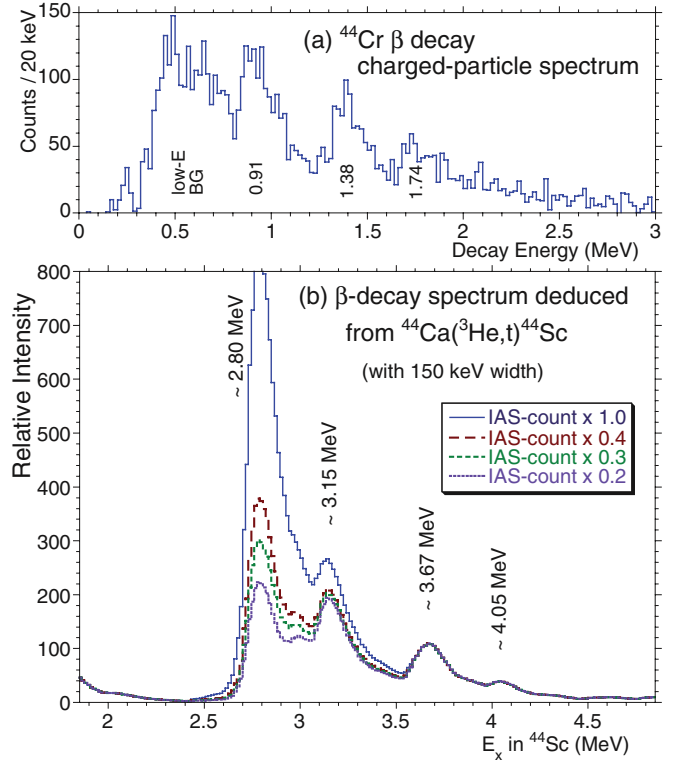 (a) ⁴⁴Cr β decay
charged-particle spectrum
Counts / 20 keV
150
100
50
0
low-E
BG
0.91
1.38
1.74
0 0.5 1 1.5 2 2.5 3
Decay Energy (MeV)
(b) β-decay spectrum deduced
from ⁴⁴Ca(³He,t)⁴⁴Sc
(with 150 keV width)
Relative Intensity
800
700
600
500
400
300
200
100
0
~ 2.80 MeV
~ 3.15 MeV
~ 3.67 MeV
~ 4.05 MeV
IAS-count x 1.0
IAS-count x 0.4
IAS-count x 0.3
IAS-count x 0.2
2 2.5 3 3.5 4 4.5
Eₓ in ⁴⁴Sc (MeV)